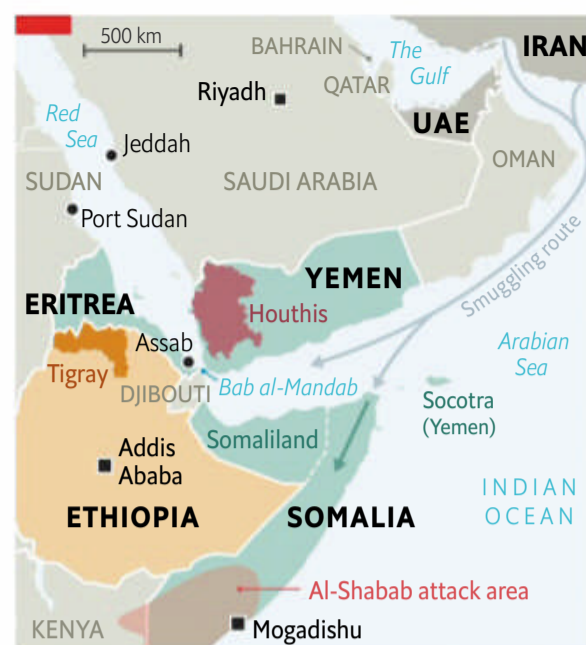 500 km
BAHRAIN
The
Gulf
IRAN
Riyadh
QATAR
UAE
Red
Sea
Jeddah
OMAN
SUDAN
SAUDI ARABIA
Port Sudan
Smuggling route
YEMEN
ERITREA
Houthis
Assab
Arabian
Sea
Tigray
DJIBOUTI
Bab al-Mandab
Socotra
(Yemen)
Somaliland
Addis
Ababa
INDIAN
OCEAN
ETHIOPIA
SOMALIA
Al-Shabab attack area
KENYA
Mogadishu